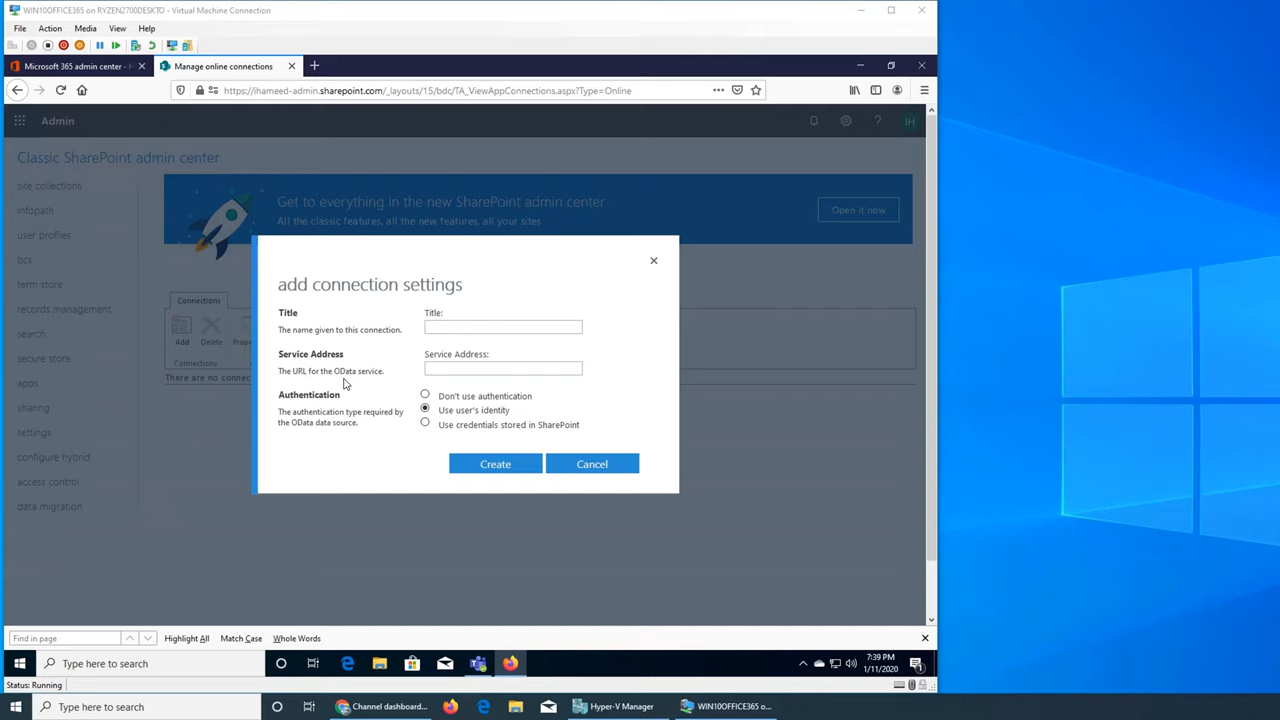 WIN10OFFICE365 on RYZEN2700DESKTO - Virtual Machine Connection
File Action Media View Help
Microsoft 365 admin center - H
Manage online connections
https://ihameed-admin.sharepoint.com/_layouts/15/bdc/TA_ViewAppConnections.aspx?Type=Online
Admin
IH
Classic SharePoint admin center
site collections
infopath
user profiles
bcs
term store
records management
search
secure store
apps
sharing
settings
configure hybrid
access control
data migration
Get to everything in the new SharePoint admin center
All the classic features, all the new features, all your sites
Open it now
Connections
Add Delete Prope
Connections
There are no connec
add connection settings
Title
The name given to this connection.
Title:
Service Address
The URL for the OData service.
Service Address:
Authentication
The authentication type required by
the OData data source.
Don't use authentication
Use user's identity
Use credentials stored in SharePoint
Create Cancel
Find in page
Highlight All Match Case Whole Words
Type here to search
7:39 PM
1/11/2020
Status: Running
Type here to search
Channel dashboard...
Hyper-V Manager
WIN10OFFICE365 o...